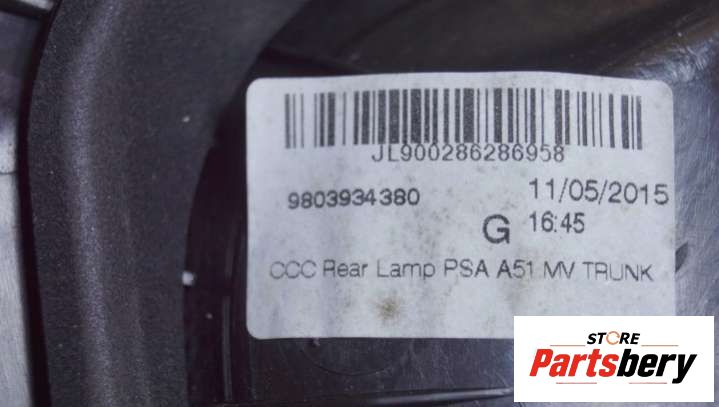 JL900286286958
9803934380
11/05/2015
G
16:45
CCC Rear Lamp PSA A51 MV TRUNK
STORE
Partsbery